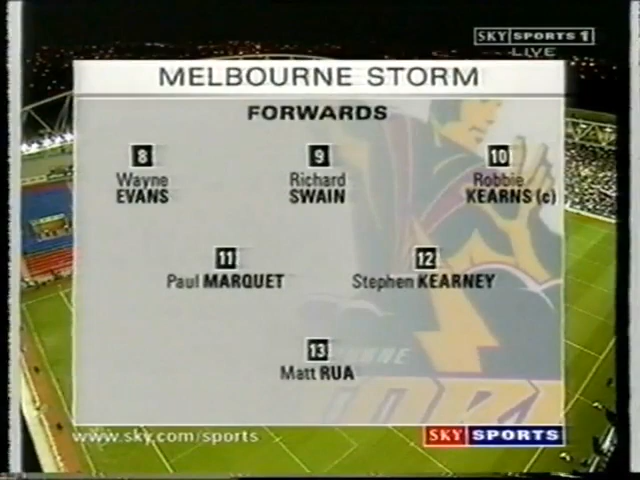 SKY SPORTS 1
LIVE
MELBOURNE STORM
FORWARDS
8 9 10
Wayne Richard Robbie
EVANS SWAIN KEARNS (c)
11 12
Paul MARQUET Stephen KEARNEY
13
Matt RUA
www.sky.com/sports SKY SPORTS